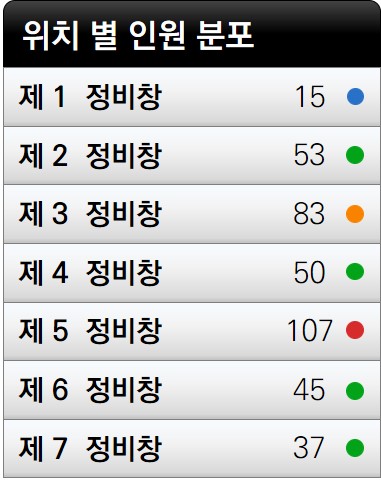 위치 별 인원 분포
제 1 정비창 15
제 2 정비창 53
제 3 정비창 83
제 4 정비창 50
제 5 정비창 107
제 6 정비창 45
제 7 정비창 37